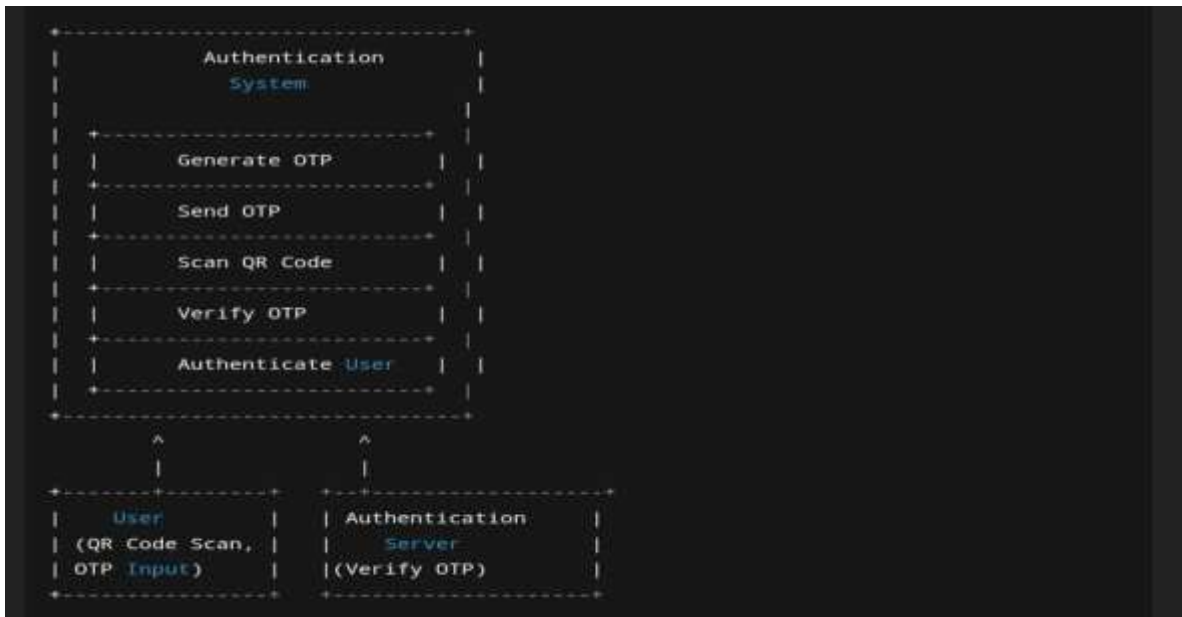 Authentication
System
Generate OTP
Send OTP
Scan QR Code
Verify OTP
Authenticate User
User
(QR Code Scan,
OTP Input)
Authentication
Server
(Verify OTP)